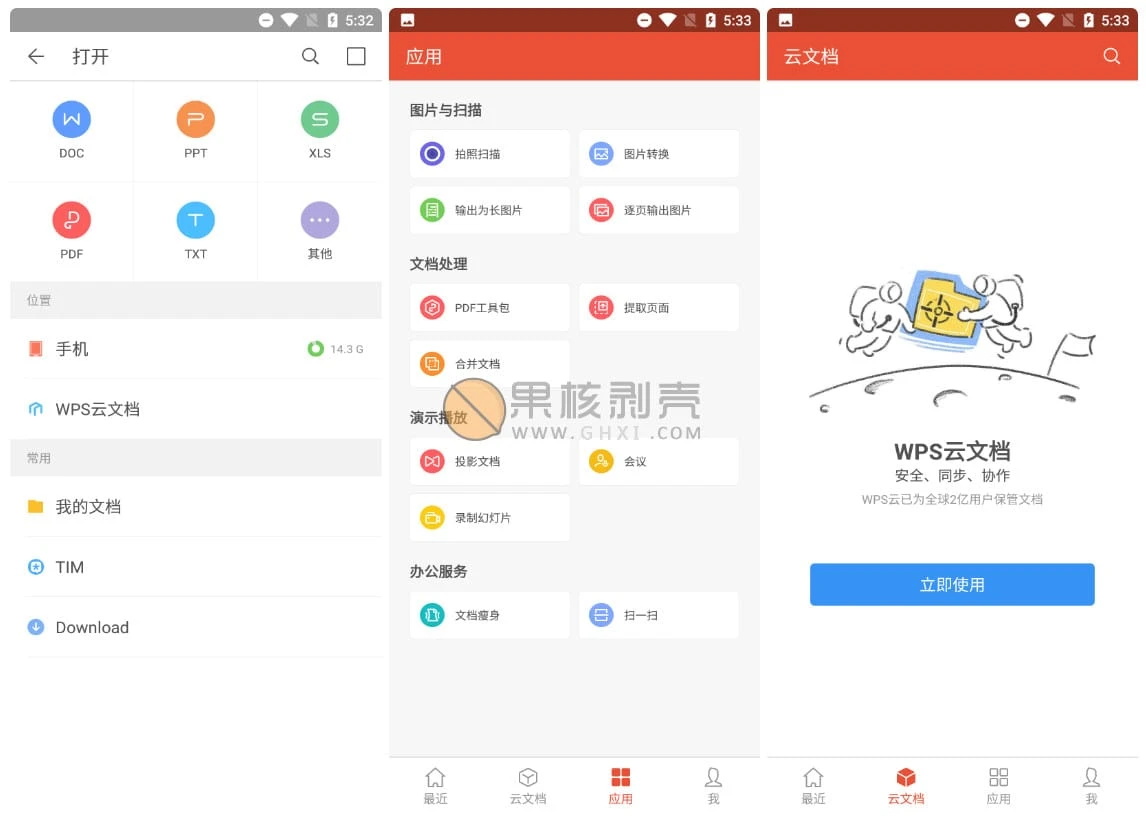 5:32
打开
DOC
PPT
XLS
PDF
TXT
其他
位置
手机
14.3 G
WPS云文档
常用
我的文档
TIM
Download
5:33
应用
图片与扫描
拍照扫描
图片转换
输出为长图片
逐页输出图片
文档处理
PDF工具包
提取页面
合并文档
演示播放
投影文档
会议
录制幻灯片
办公服务
文档瘦身
扫一扫
最近
云文档
应用
我
果核剥壳
WWW.GHXI.COM
5:33
云文档
WPS云文档
安全、同步、协作
WPS云已为全球2亿用户保管文档
立即使用
最近
云文档
应用
我